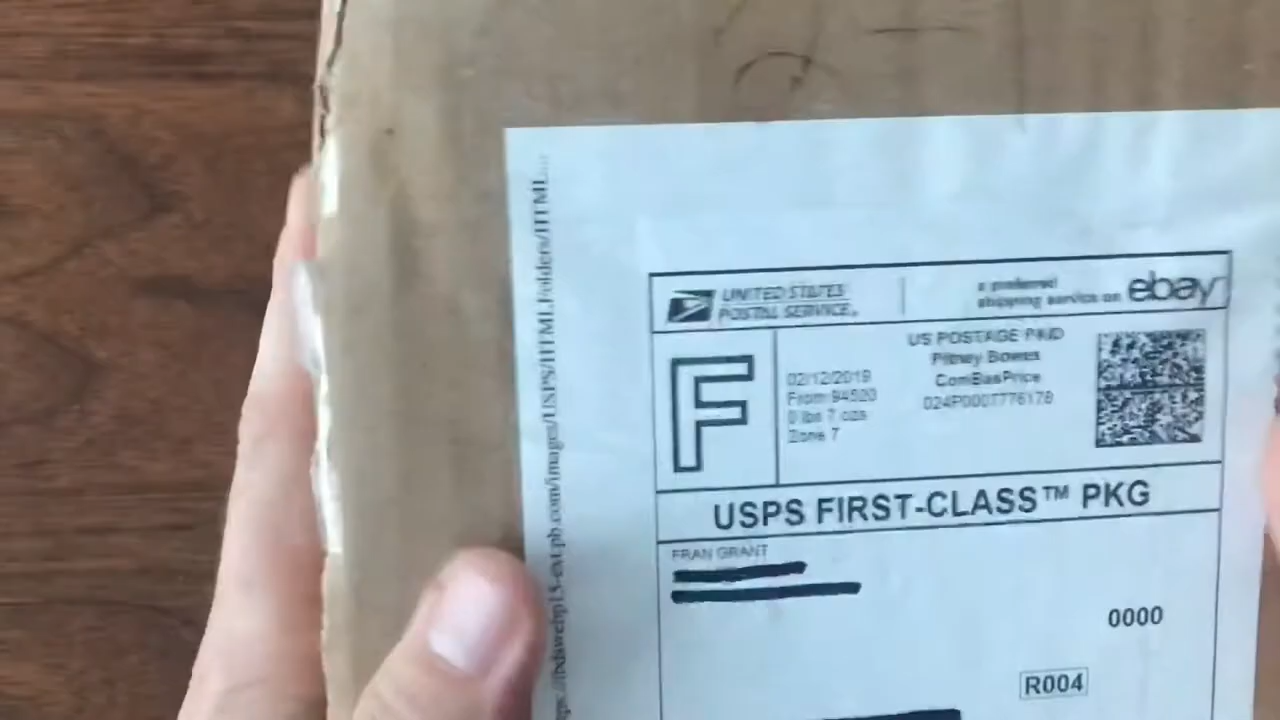 UNITED STATES
POSTAL SERVICE®
a preferred
shipping service on
ebay
F
02/12/2019
From 94520
0 lbs 7 ozs
Zone 7
US POSTAGE PAID
Pitney Bowes
ComBasPrice
USPS FIRST-CLASS™ PKG
FRAN GRANT
0000
R004